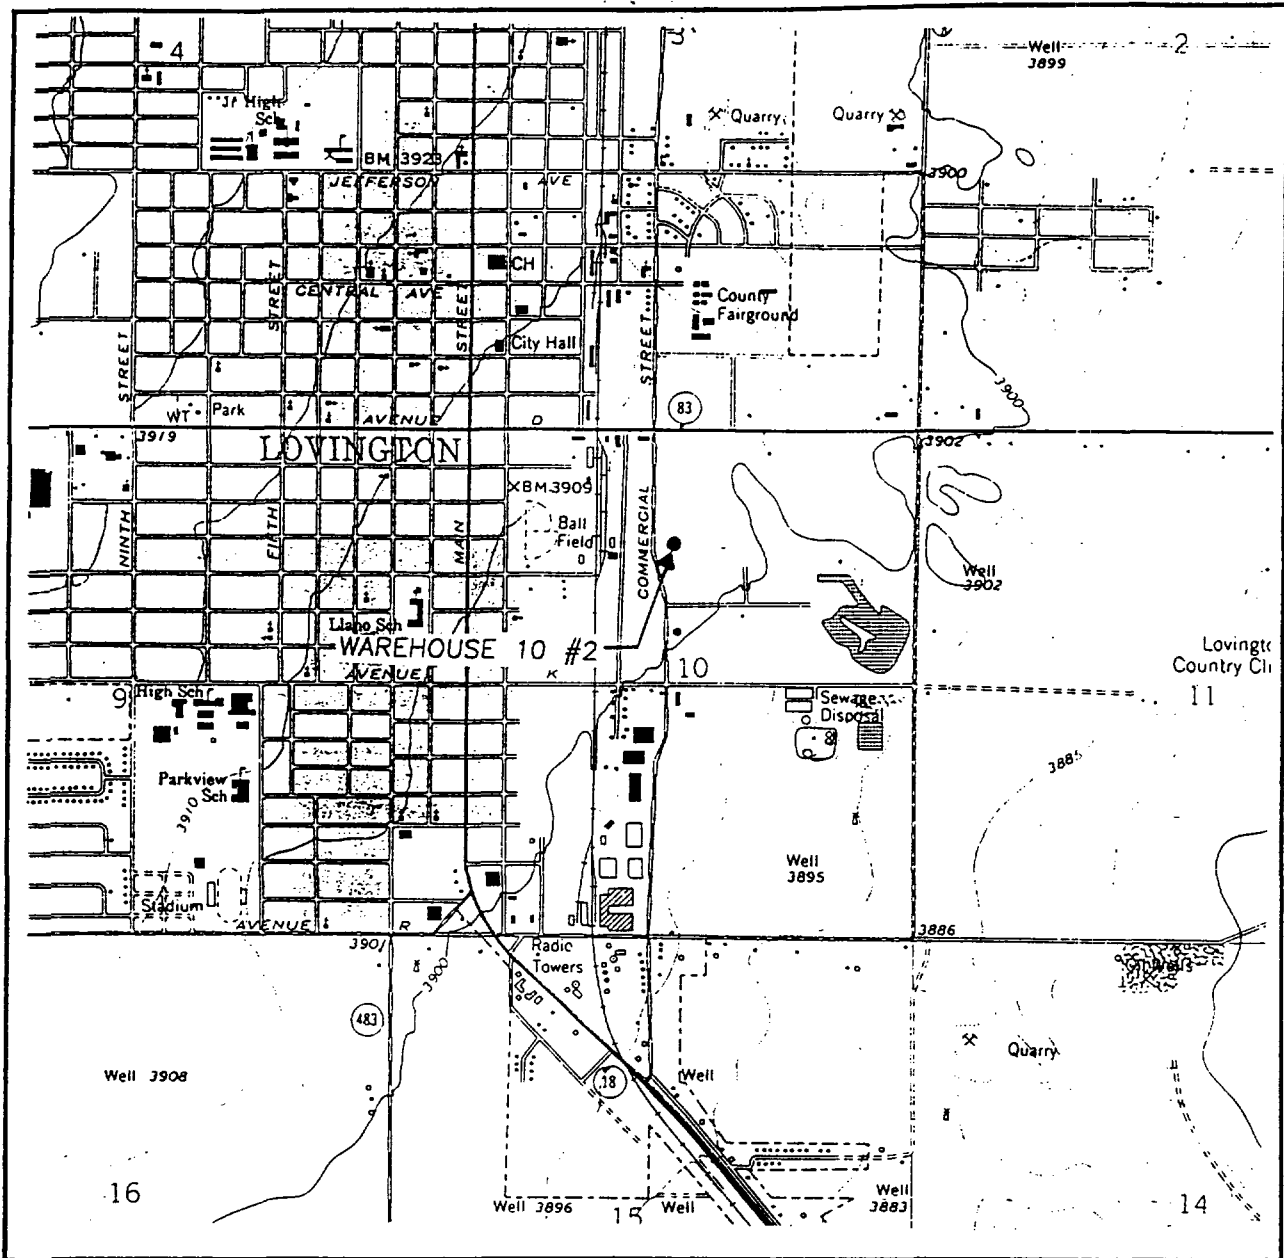 4
3
2
Well
3899
Jr High
Sch
Quarry
Quarry
BM 3923
JEFFERSON AVE
3900
CH
STREET
CENTRAL AVE
STREET
County
Fairground
City Hall
STREET
STREET
3900
WT
Park
83
AVENUE D
3919
3902
LOVINGTON
XBM 3909
NINTH
FIFTH
MAIN
Ball
Field
COMMERCIAL
Well
3902
Llano Sch
WAREHOUSE 10 #2
Country
AVENUE K
10
9
High Sch
11
Sewage
Disposal
3885
Parkview
Sch
3910
Well
3895
Stadium
AVENUE R
3901
3886
Radio
Towers
3900
483
Quarry
Well 3908
18
Well
16
Well 3896
15
Well
Well
3883
14